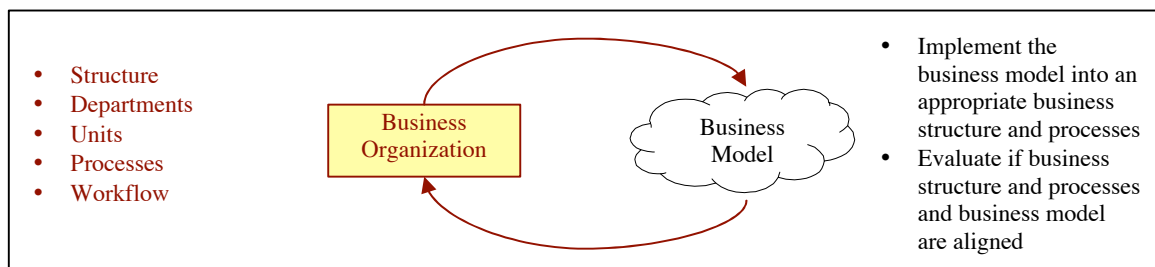 • Structure
• Departments
• Units
• Processes
• Workflow
Business
Organization
Business
Model
• Implement the
business model into an
appropriate business
structure and processes
• Evaluate if business
structure and processes
and business model
are aligned